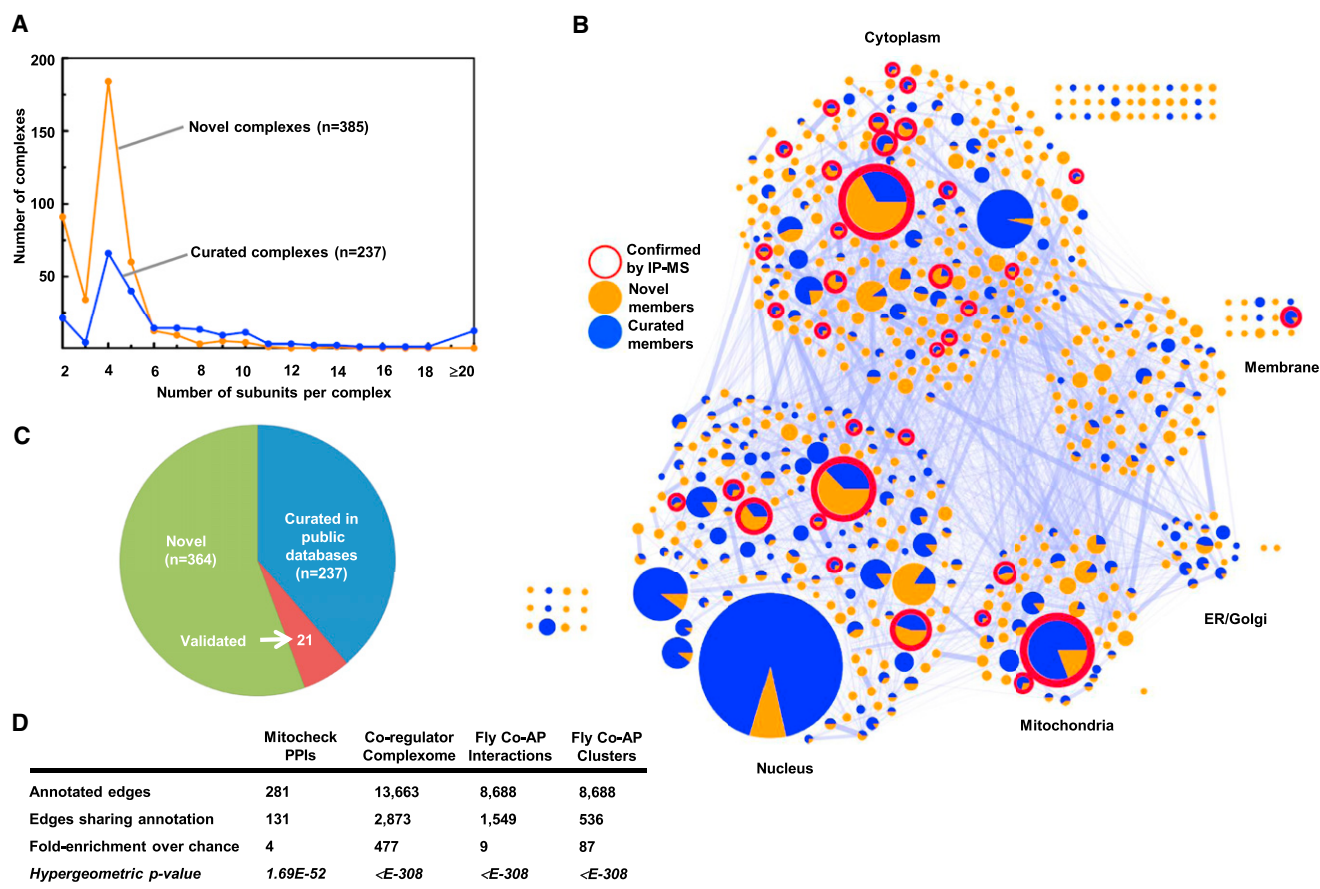 A
200
150
100
50
Number of complexes
Novel complexes (n=385)
Curated complexes (n=237)
2 4 6 8 10 12 14 16 18 ≥20
Number of subunits per complex
B
Cytoplasm
Confirmed
by IP-MS
Novel
members
Curated
members
Membrane
ER/Golgi
Mitochondria
Nucleus
C
Novel
(n=364)
Curated in
public
databases
(n=237)
Validated
21
D
Mitocheck Co-regulator Fly Co-AP Fly Co-AP
PPIs Complexome Interactions Clusters
Annotated edges 281 13,663 8,688 8,688
Edges sharing annotation 131 2,873 1,549 536
Fold-enrichment over chance 4 477 9 87
Hypergeometric p-value 1.69E-52 <E-308 <E-308 <E-308